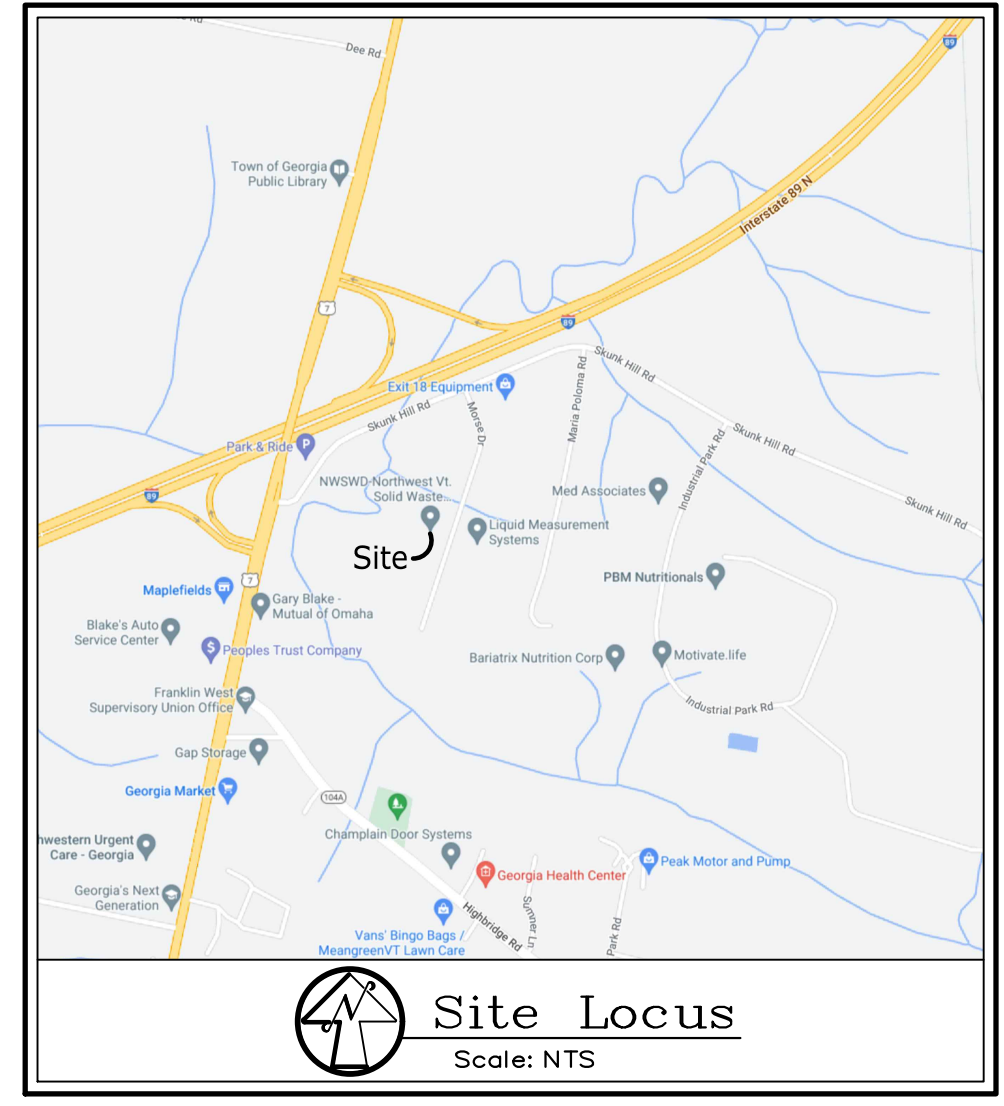 Rd
Dee Rd
89
Town of Georgia
Public Library
Interstate 89 N
7
89
Skunk Hill Rd
Exit 18 Equipment
Maria Poloma Rd
Skunk Hill Rd
Morse Dr
Park & Ride
P
Skunk Hill Rd
Industrial Park Rd
NWSWD-Northwest Vt.
Solid Waste...
Med Associates
89
Skunk Hill Rd
Liquid Measurement
Systems
Site
7
PBM Nutritionals
Maplefields
Gary Blake -
Mutual of Omaha
Blake's Auto
Service Center
$
Peoples Trust Company
Bariatrix Nutrition Corp
Motivate.life
Franklin West
Supervisory Union Office
Industrial Park Rd
Gap Storage
Georgia Market
104A
Champlain Door Systems
hwestern Urgent
Care - Georgia
Peak Motor and Pump
Georgia Health Center
Georgia's Next
Generation
Sumner Ln
Highbridge Rd
Park Rd
Vans' Bingo Bags /
MeangreenVT Lawn Care
N
Site Locus
Scale: NTS